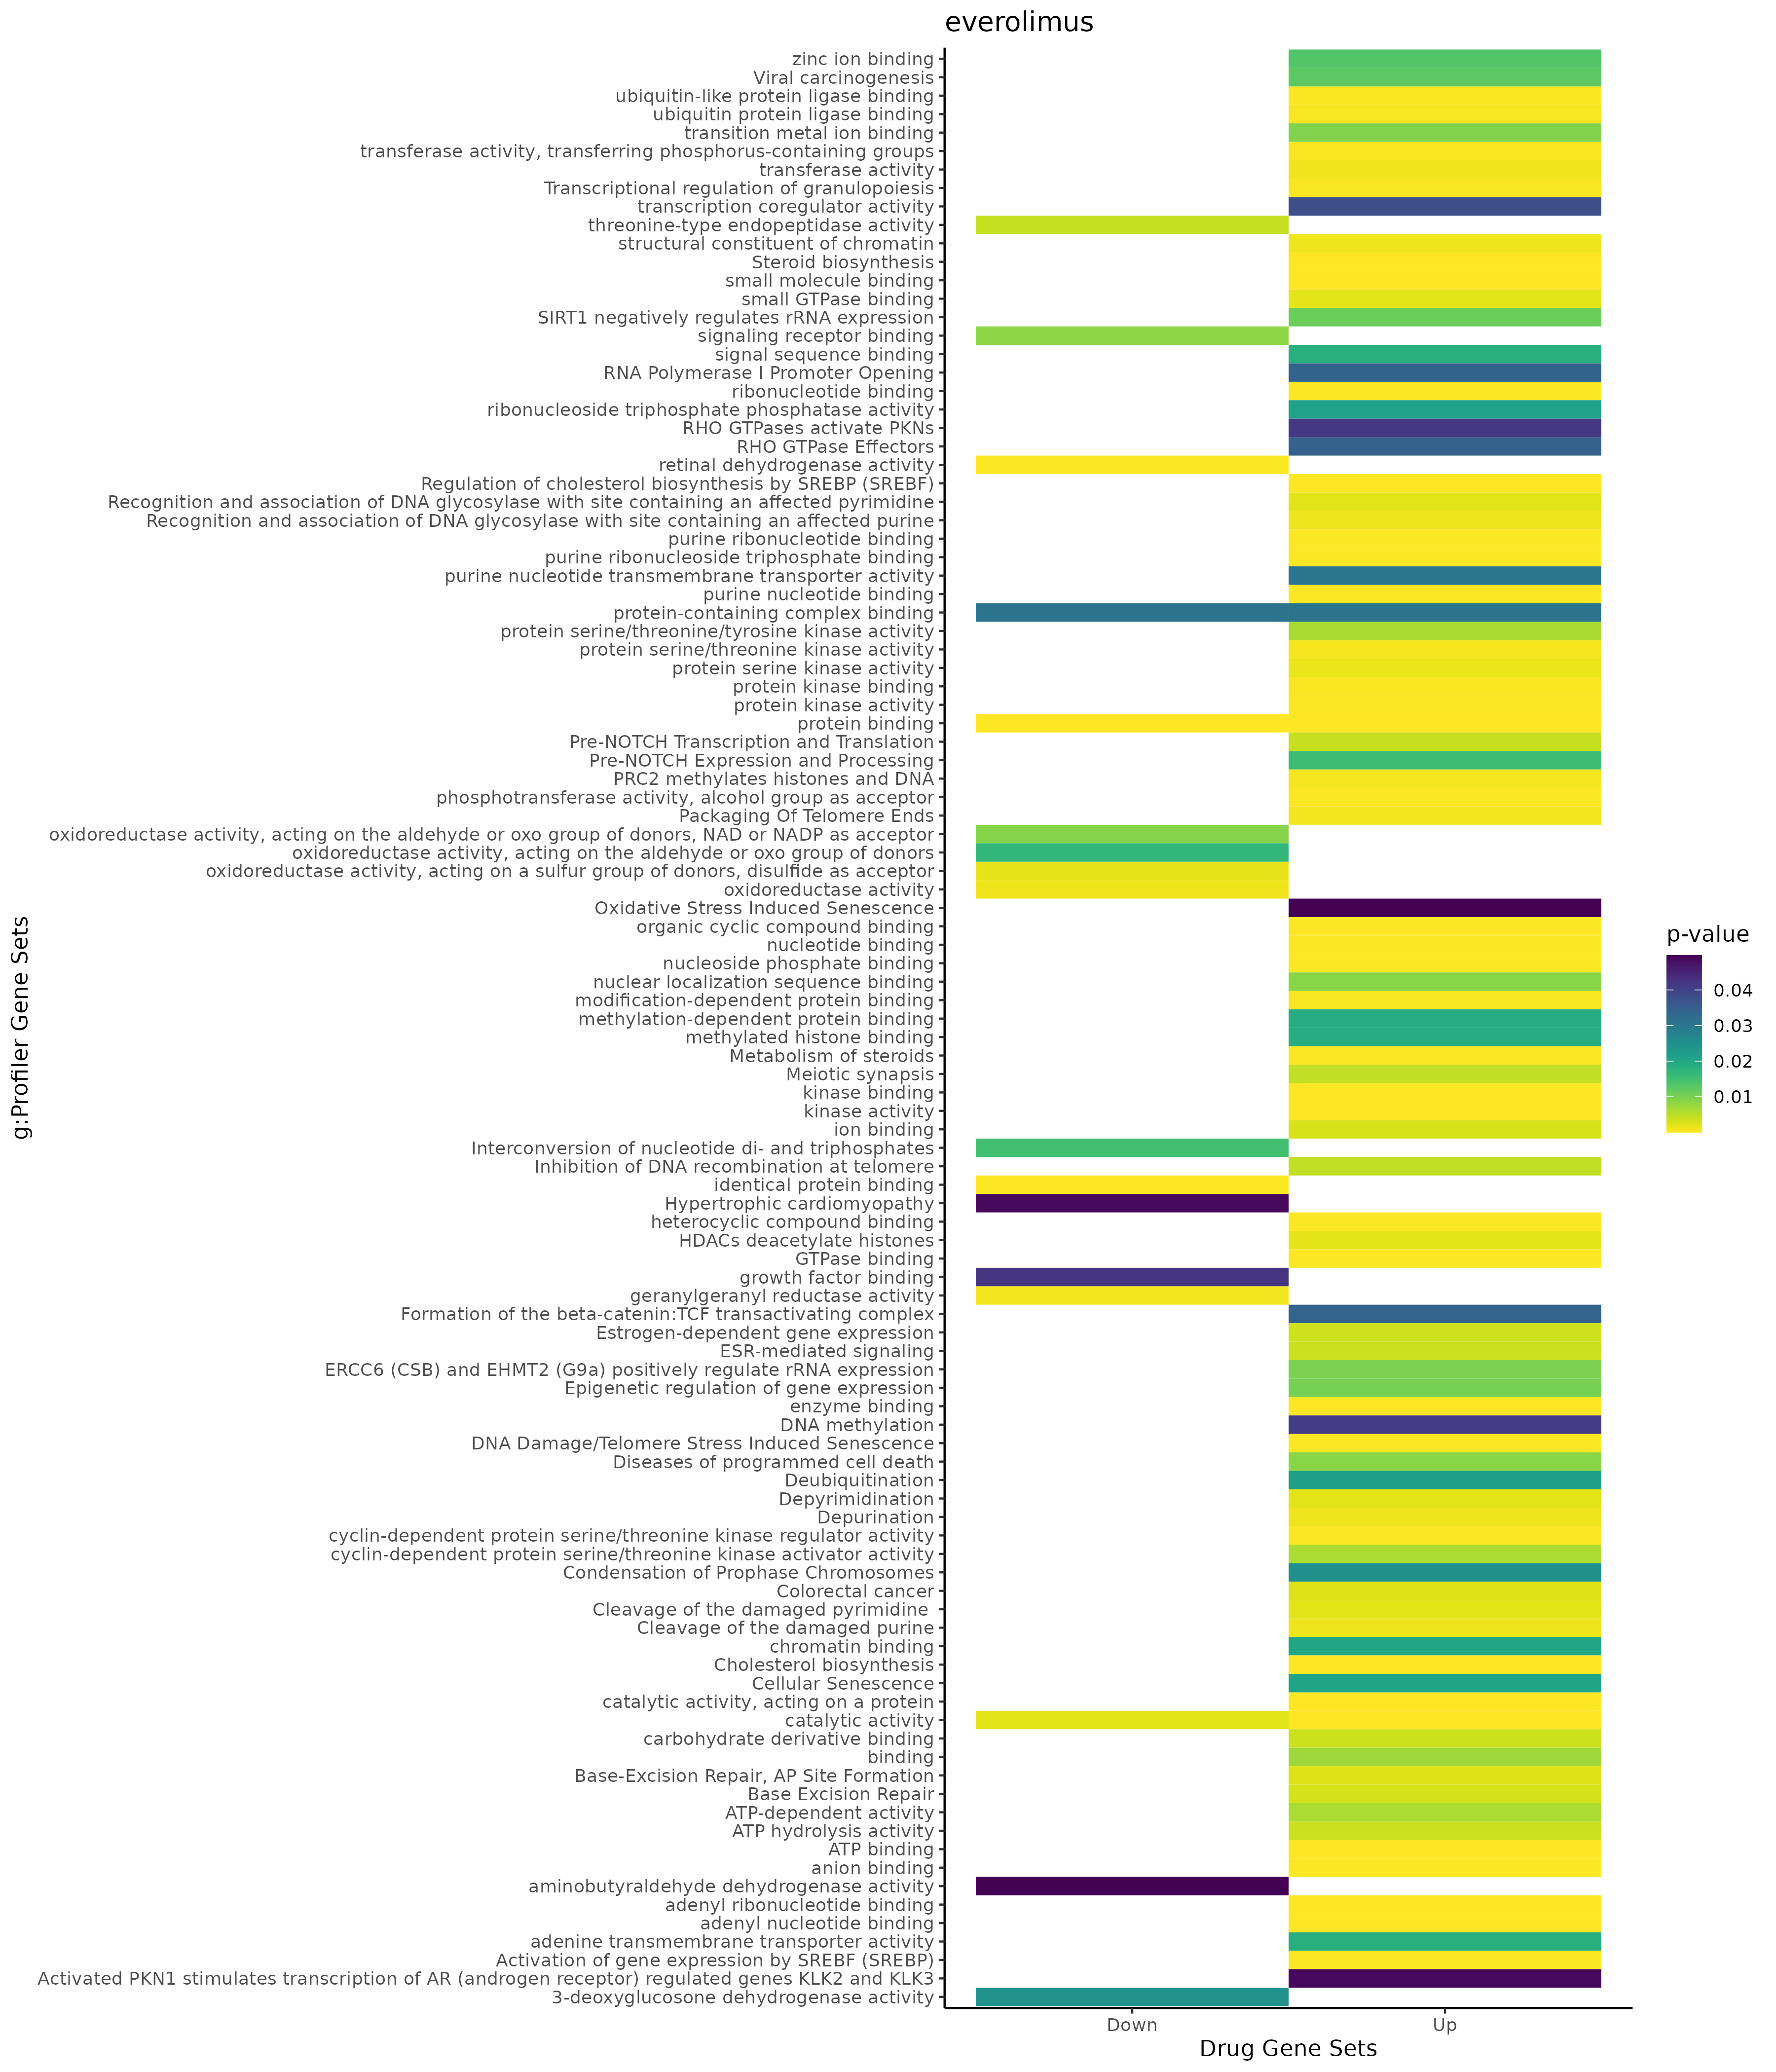 everolimus
zinc ion binding
Viral carcinogenesis
ubiquitin-like protein ligase binding
ubiquitin protein ligase binding
transition metal ion binding
transferase activity, transferring phosphorus-containing groups
transferase activity
Transcriptional regulation of granulopoiesis
transcription coregulator activity
threonine-type endopeptidase activity
structural constituent of chromatin
Steroid biosynthesis
small molecule binding
small GTPase binding
SIRT1 negatively regulates rRNA expression
signaling receptor binding
signal sequence binding
RNA Polymerase I Promoter Opening
ribonucleotide binding
ribonucleoside triphosphate phosphatase activity
RHO GTPases activate PKNs
RHO GTPase Effectors
retinal dehydrogenase activity
Regulation of cholesterol biosynthesis by SREBP (SREBF)
Recognition and association of DNA glycosylase with site containing an affected pyrimidine
Recognition and association of DNA glycosylase with site containing an affected purine
purine ribonucleotide binding
purine ribonucleoside triphosphate binding
purine nucleotide transmembrane transporter activity
purine nucleotide binding
protein-containing complex binding
protein serine/threonine/tyrosine kinase activity
protein serine/threonine kinase activity
protein serine kinase activity
protein kinase binding
protein kinase activity
protein binding
Pre-NOTCH Transcription and Translation
Pre-NOTCH Expression and Processing
PRC2 methylates histones and DNA
phosphotransferase activity, alcohol group as acceptor
Packaging Of Telomere Ends
oxidoreductase activity, acting on the aldehyde or oxo group of donors, NAD or NADP as acceptor
oxidoreductase activity, acting on the aldehyde or oxo group of donors
oxidoreductase activity, acting on a sulfur group of donors, disulfide as acceptor
oxidoreductase activity
Oxidative Stress Induced Senescence
organic cyclic compound binding
nucleotide binding
nucleoside phosphate binding
nuclear localization sequence binding
modification-dependent protein binding
methylation-dependent protein binding
methylated histone binding
Metabolism of steroids
Meiotic synapsis
kinase binding
kinase activity
ion binding
Interconversion of nucleotide di- and triphosphates
Inhibition of DNA recombination at telomere
identical protein binding
Hypertrophic cardiomyopathy
heterocyclic compound binding
HDACs deacetylate histones
GTPase binding
growth factor binding
geranylgeranyl reductase activity
Formation of the beta-catenin:TCF transactivating complex
Estrogen-dependent gene expression
ESR-mediated signaling
ERCC6 (CSB) and EHMT2 (G9a) positively regulate rRNA expression
Epigenetic regulation of gene expression
enzyme binding
DNA methylation
DNA Damage/Telomere Stress Induced Senescence
Diseases of programmed cell death
Deubiquitination
Depyrimidination
Depurination
cyclin-dependent protein serine/threonine kinase regulator activity
cyclin-dependent protein serine/threonine kinase activator activity
Condensation of Prophase Chromosomes
Colorectal cancer
Cleavage of the damaged pyrimidine
Cleavage of the damaged purine
chromatin binding
Cholesterol biosynthesis
Cellular Senescence
catalytic activity, acting on a protein
catalytic activity
carbohydrate derivative binding
binding
Base-Excision Repair, AP Site Formation
Base Excision Repair
ATP-dependent activity
ATP hydrolysis activity
ATP binding
anion binding
aminobutyraldehyde dehydrogenase activity
adenyl ribonucleotide binding
adenyl nucleotide binding
adenine transmembrane transporter activity
Activation of gene expression by SREBF (SREBP)
Activated PKN1 stimulates transcription of AR (androgen receptor) regulated genes KLK2 and KLK3
3-deoxyglucosone dehydrogenase activity
Down
Up
Drug Gene Sets
g:Profiler Gene Sets
p-value
0.04
0.03
0.02
0.01